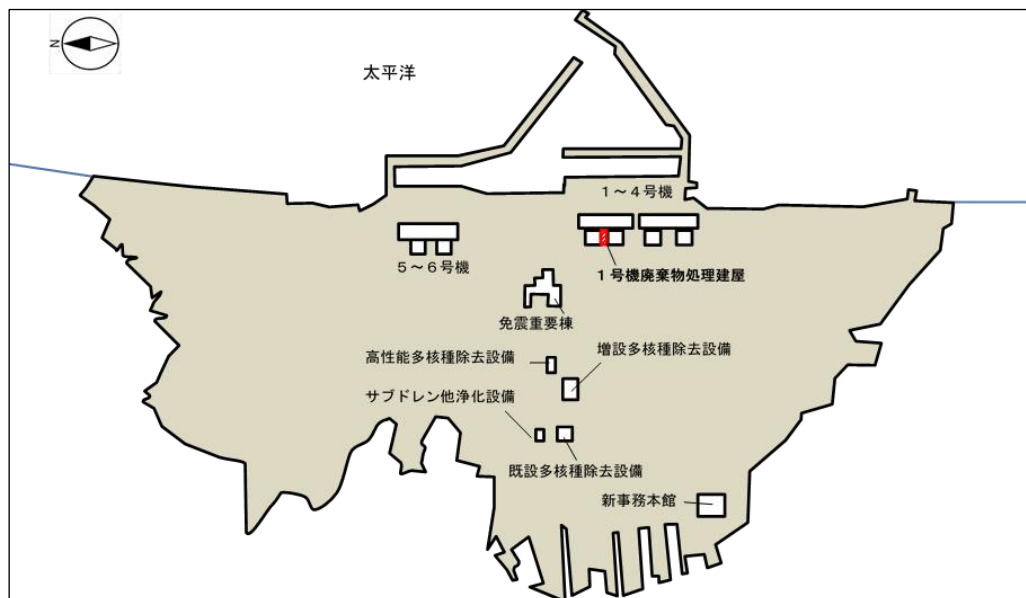 N
太平洋
１～４号機
５～６号機
１号機廃棄物処理建屋
免震重要棟
高性能多核種除去設備
増設多核種除去設備
サブドレン他浄化設備
既設多核種除去設備
新事務本館